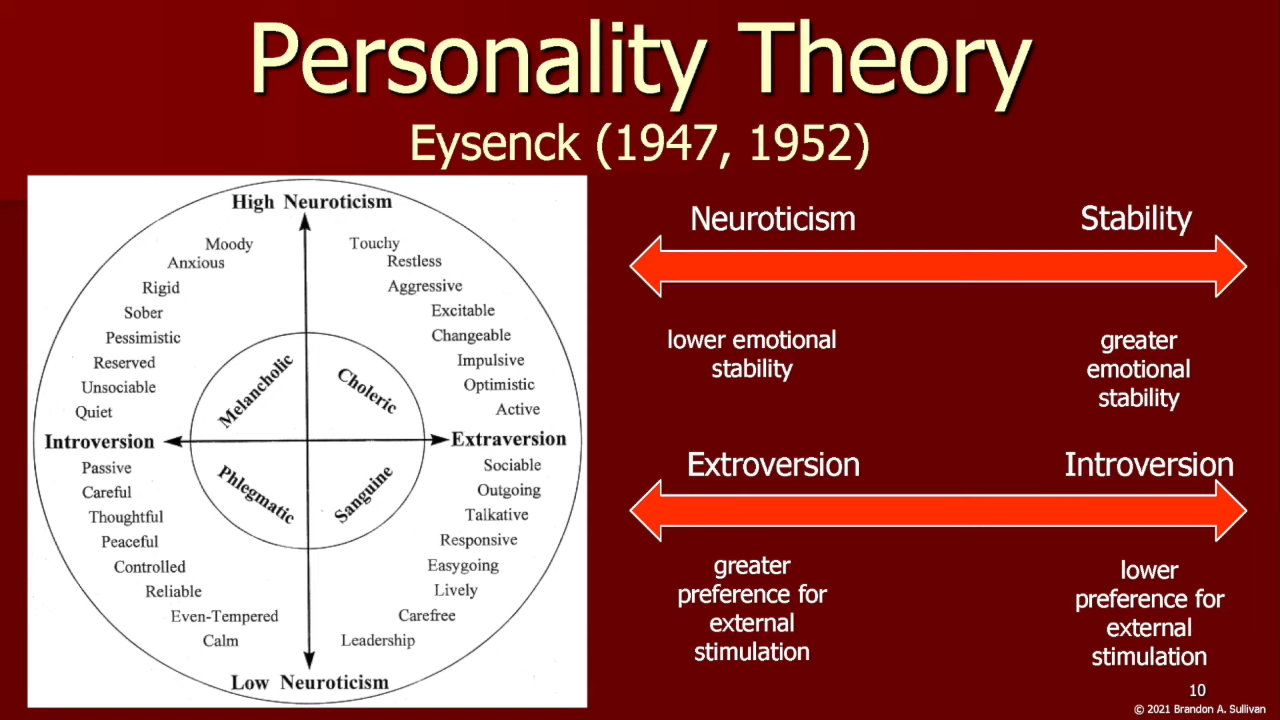 Personality Theory
Eysenck (1947, 1952)
High Neuroticism
Moody
Anxious
Rigid
Sober
Pessimistic
Reserved
Unsociable
Quiet
Touchy
Restless
Aggressive
Excitable
Changeable
Impulsive
Optimistic
Active
Melancholic
Choleric
Introversion
Extraversion
Phlegmatic
Sanguine
Passive
Careful
Thoughtful
Peaceful
Controlled
Reliable
Even-Tempered
Calm
Sociable
Outgoing
Talkative
Responsive
Easygoing
Lively
Carefree
Leadership
Low Neuroticism
Neuroticism
Stability
lower emotional
stability
greater
emotional
stability
Extroversion
Introversion
greater
preference for
external
stimulation
lower
preference for
external
stimulation
10
© 2021 Brandon A. Sullivan